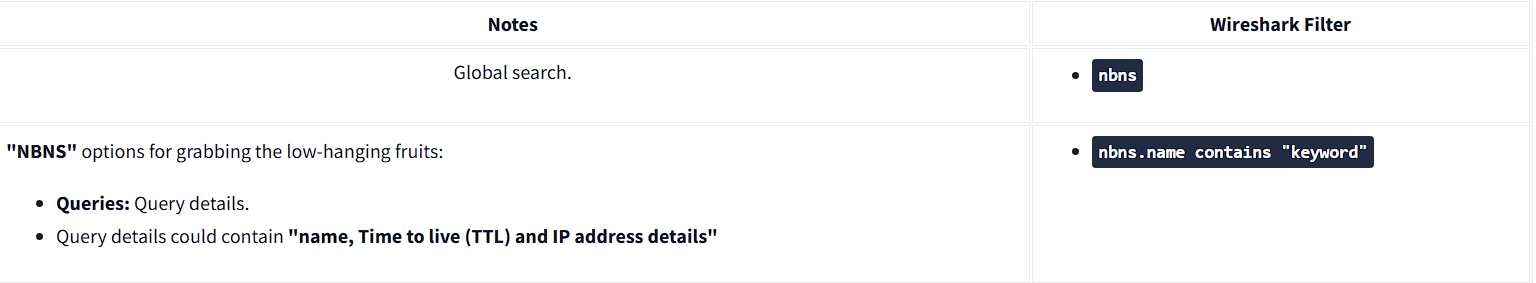 Notes
Wireshark Filter
Global search.
nbns
"NBNS" options for grabbing the low-hanging fruits:
nbns.name contains "keyword"
Queries: Query details.
Query details could contain "name, Time to live (TTL) and IP address details"